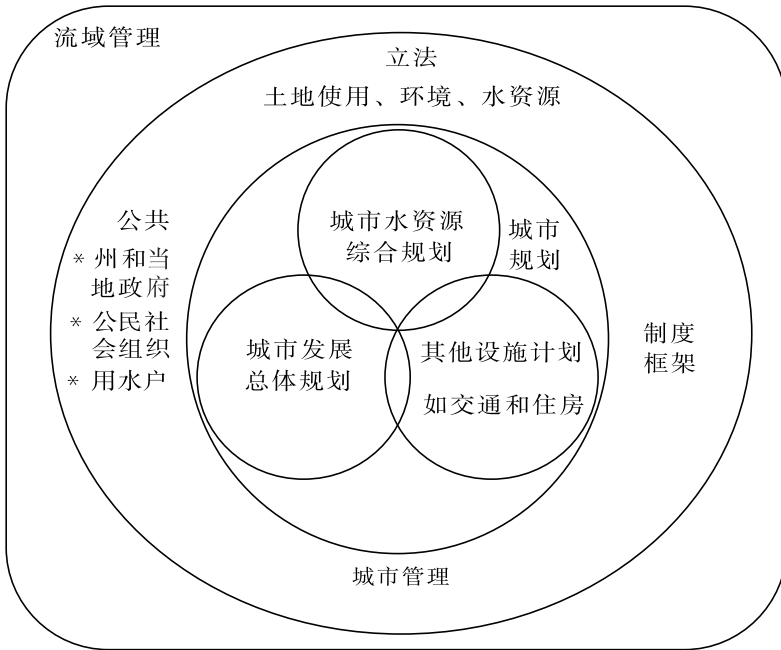 流域管理
立法
土地使用、环境、水资源
公共
* 州和当
地政府
* 公民社
会组织
* 用水户
城市水资源
综合规划
城市
规划
城市发展
总体规划
其他设施计划
如交通和住房
制度
框架
城市管理